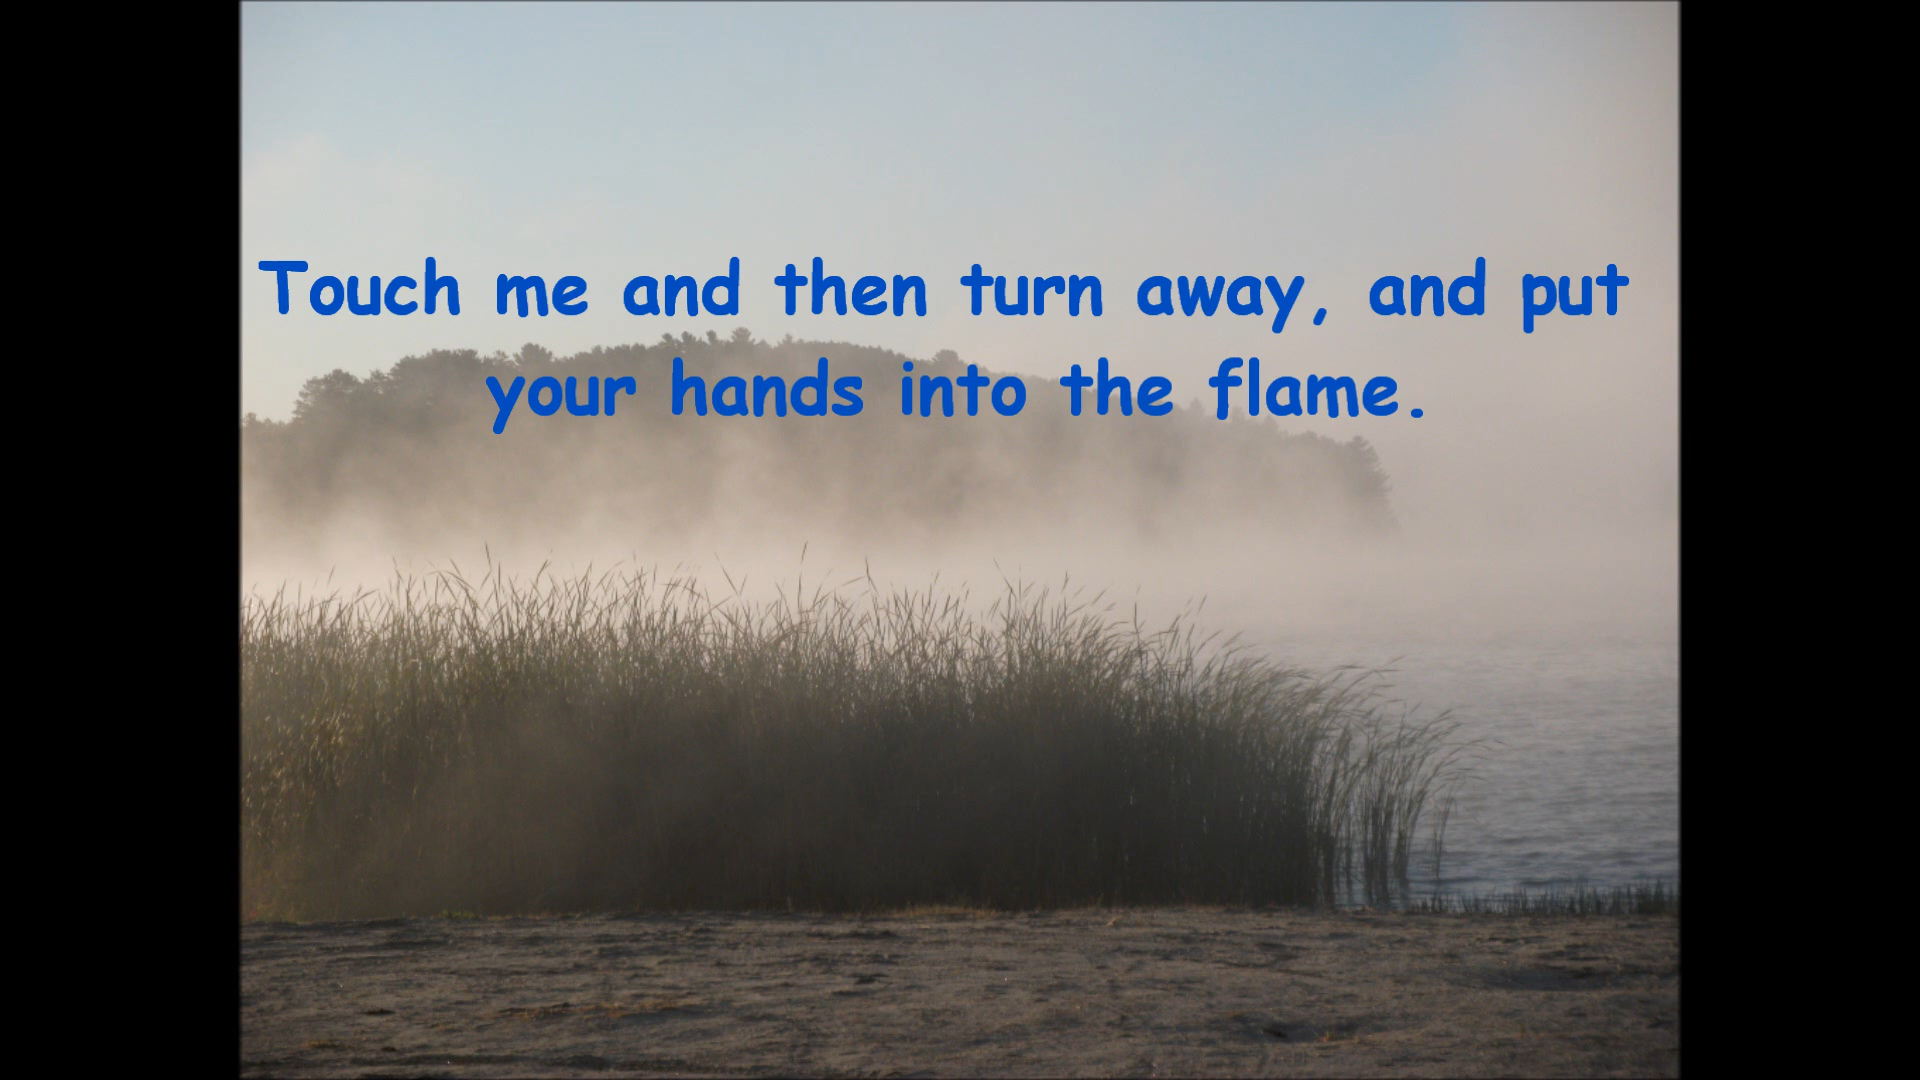 Touch me and then turn away, and put
your hands into the flame.